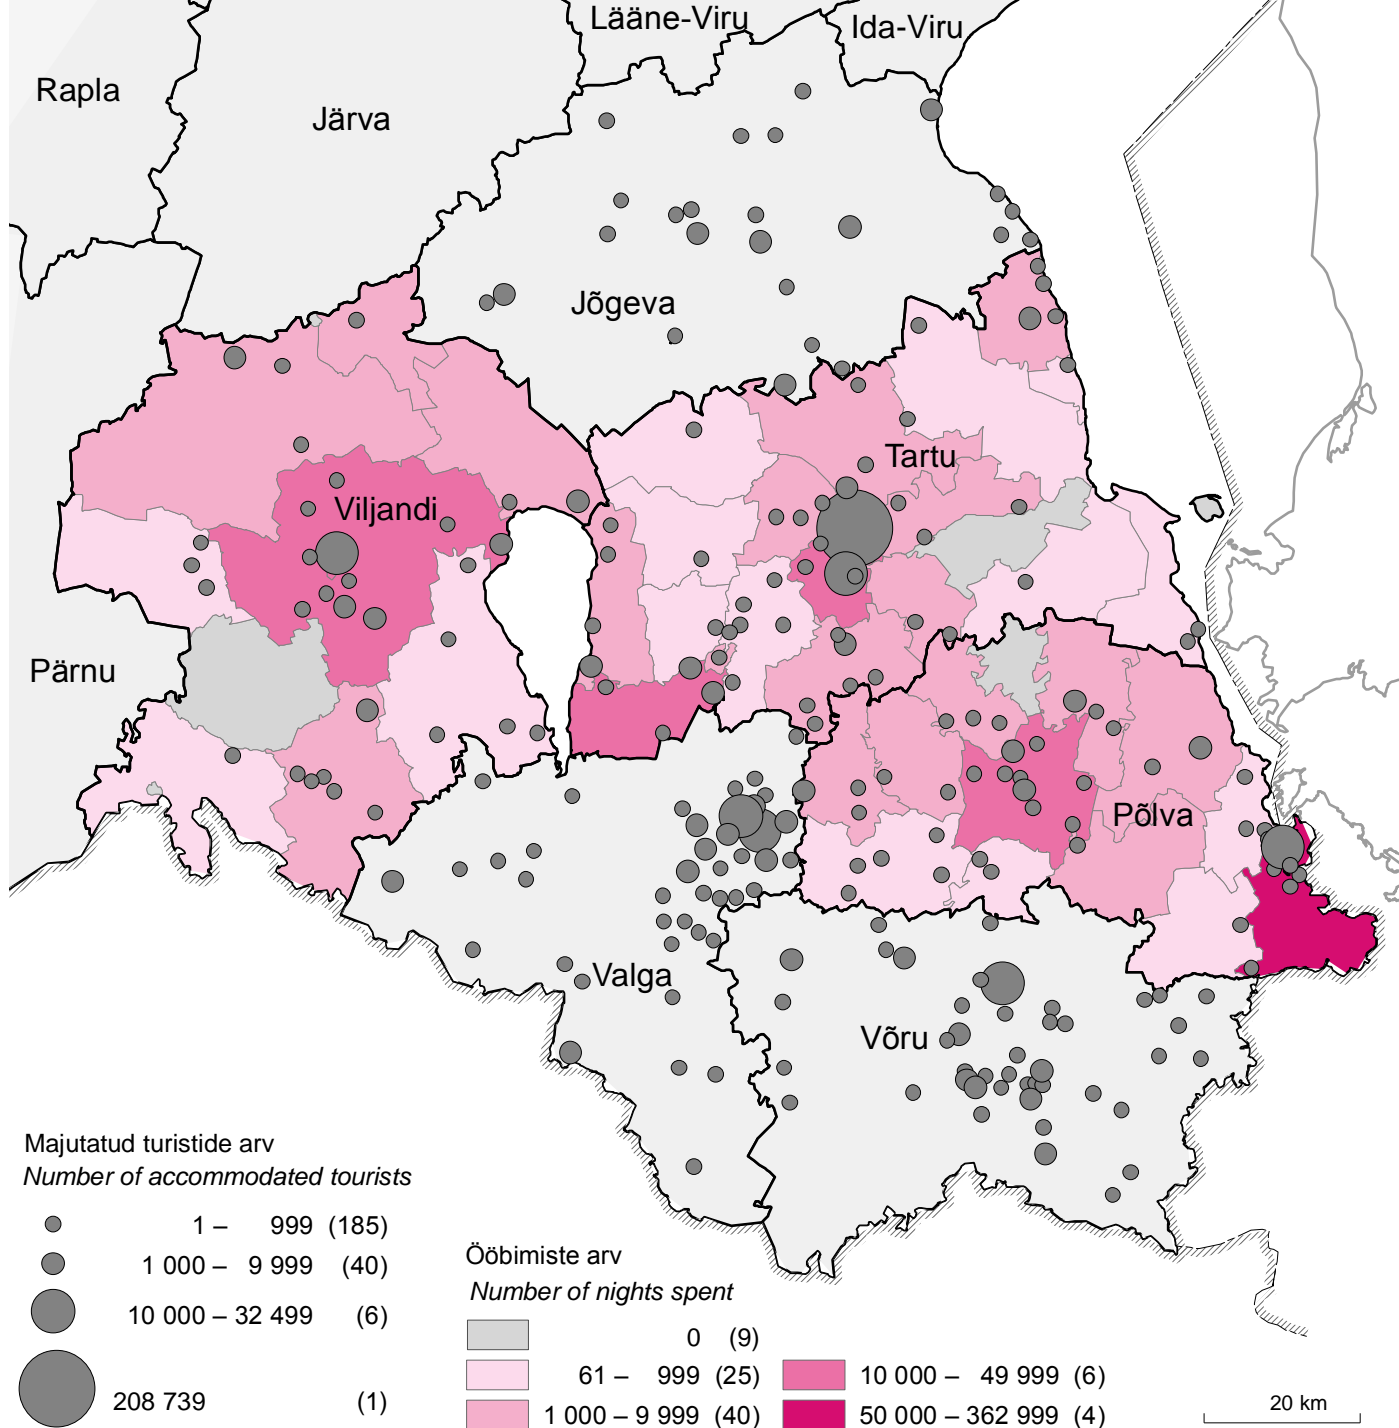 Lääne-Viru
Ida-Viru
Rapla
Järva
Jõgeva
Tartu
Viljandi
Pärnu
Põlva
Valga
Võru
Majutatud turistide arv
Number of accommodated tourists
1 – 999 (185)
1 000 – 9 999 (40)
10 000 – 32 499 (6)
208 739 (1)
Ööbimiste arv
Number of nights spent
0 (9)
61 – 999 (25) 10 000 – 49 999 (6)
1 000 – 9 999 (40) 50 000 – 362 999 (4)
20 km